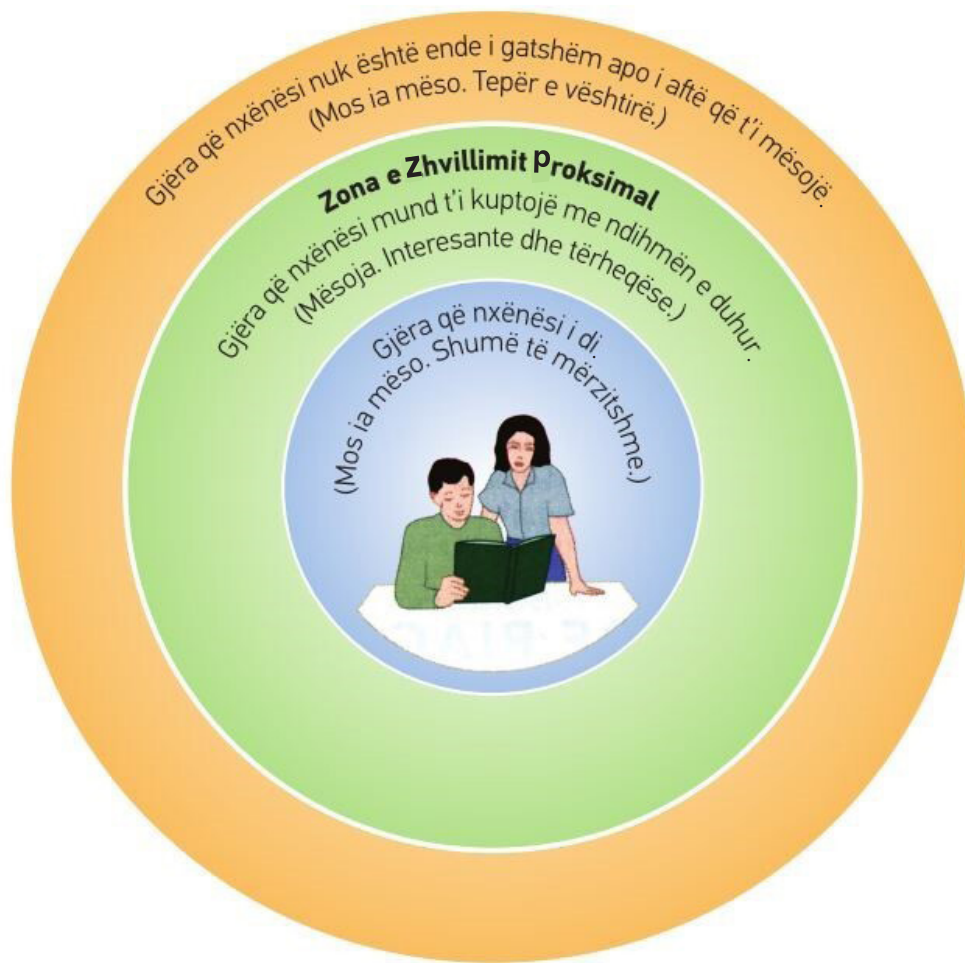 Gjëra që nxënësi nuk është ende i gatshëm apo i aftë që t'i mësojë.
(Mos ia mëso. Tepër e vështirë.)
Zona e Zhvillimit Proksimal
Gjëra që nxënësi mund t'i kuptojë me ndihmën e duhur.
(Mësoja. Interesante dhe tërheqëse.)
Gjëra që nxënësi i di.
(Mos ia mëso. Shumë të mërzitshme.)